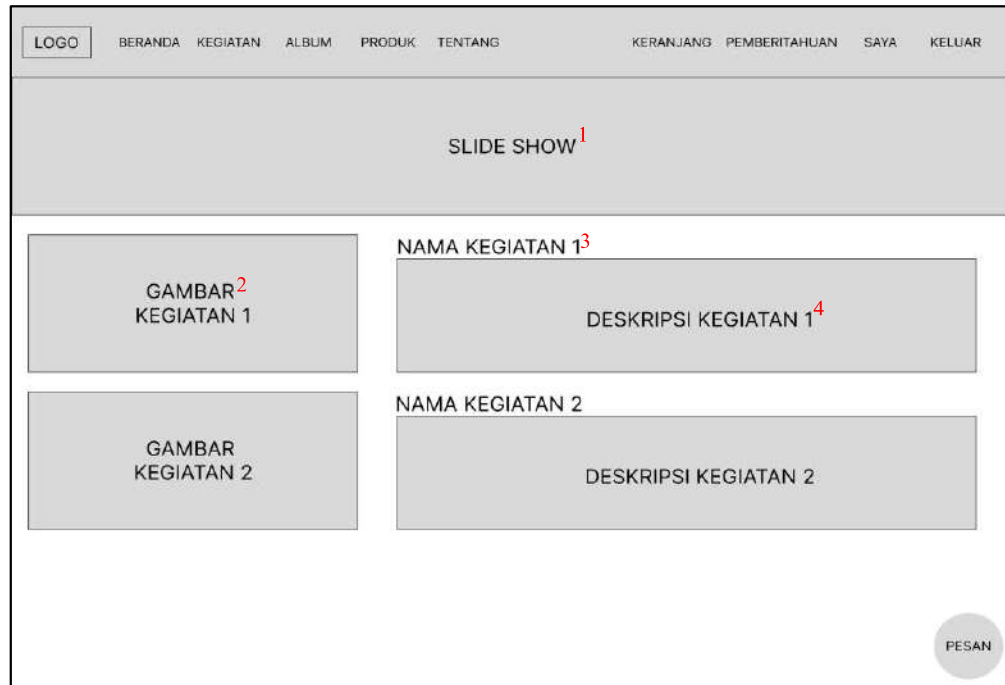 LOGO BERANDA KEGIATAN ALBUM PRODUK TENTANG KERANJANG PEMBERITAHUAN SAYA KELUAR
SLIDE SHOW1
GAMBAR2
KEGIATAN 1
NAMA KEGIATAN 13
DESKRIPSI KEGIATAN 14
GAMBAR
KEGIATAN 2
NAMA KEGIATAN 2
DESKRIPSI KEGIATAN 2
PESAN